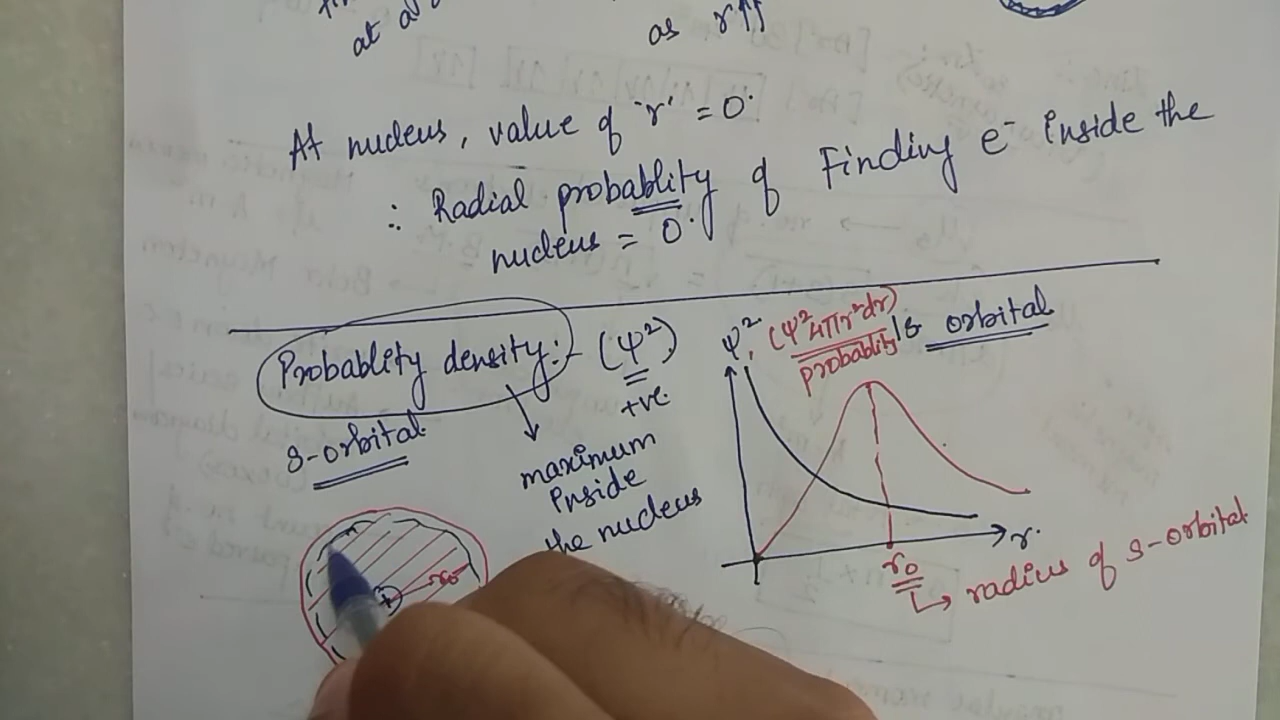 at a
as r↑↑
At nucleus, value of 'r' = 0.
∴ Radial probablity of Finding e⁻ inside the
nucleus = 0.
Probablity density:- (ψ²)
+ve.
s-orbital
maximum
inside
the nucleus
ψ², (ψ²4πr²dr)
probablity
1s orbital
r.
r₀
radius of s-orbital
+